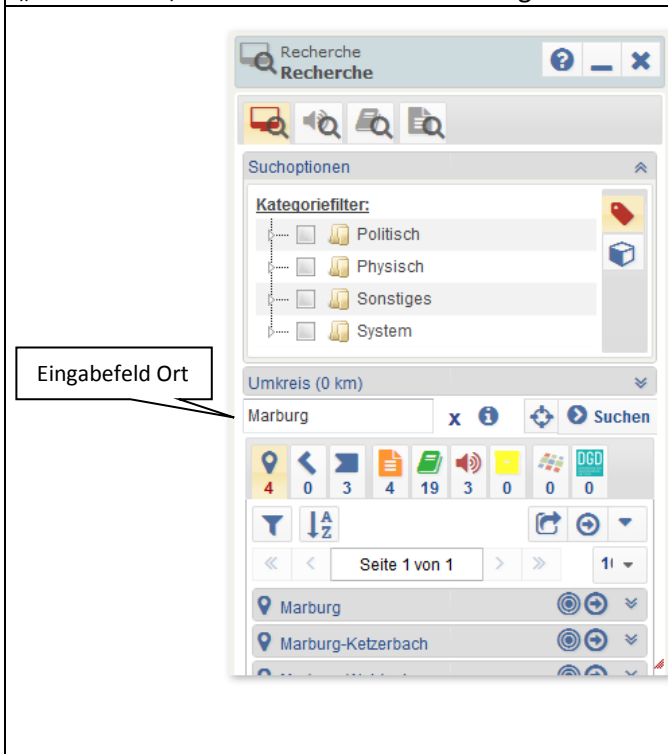 Recherche
Recherche
Suchoptionen
Kategoriefilter:
Politisch
Physisch
Sonstiges
System
Eingabefeld Ort
Umkreis (0 km)
Marburg x Suchen
DGD
4 0 3 4 19 3 0 0 0
A
Z
Seite 1 von 1
Marburg
Marburg-Ketzerbach